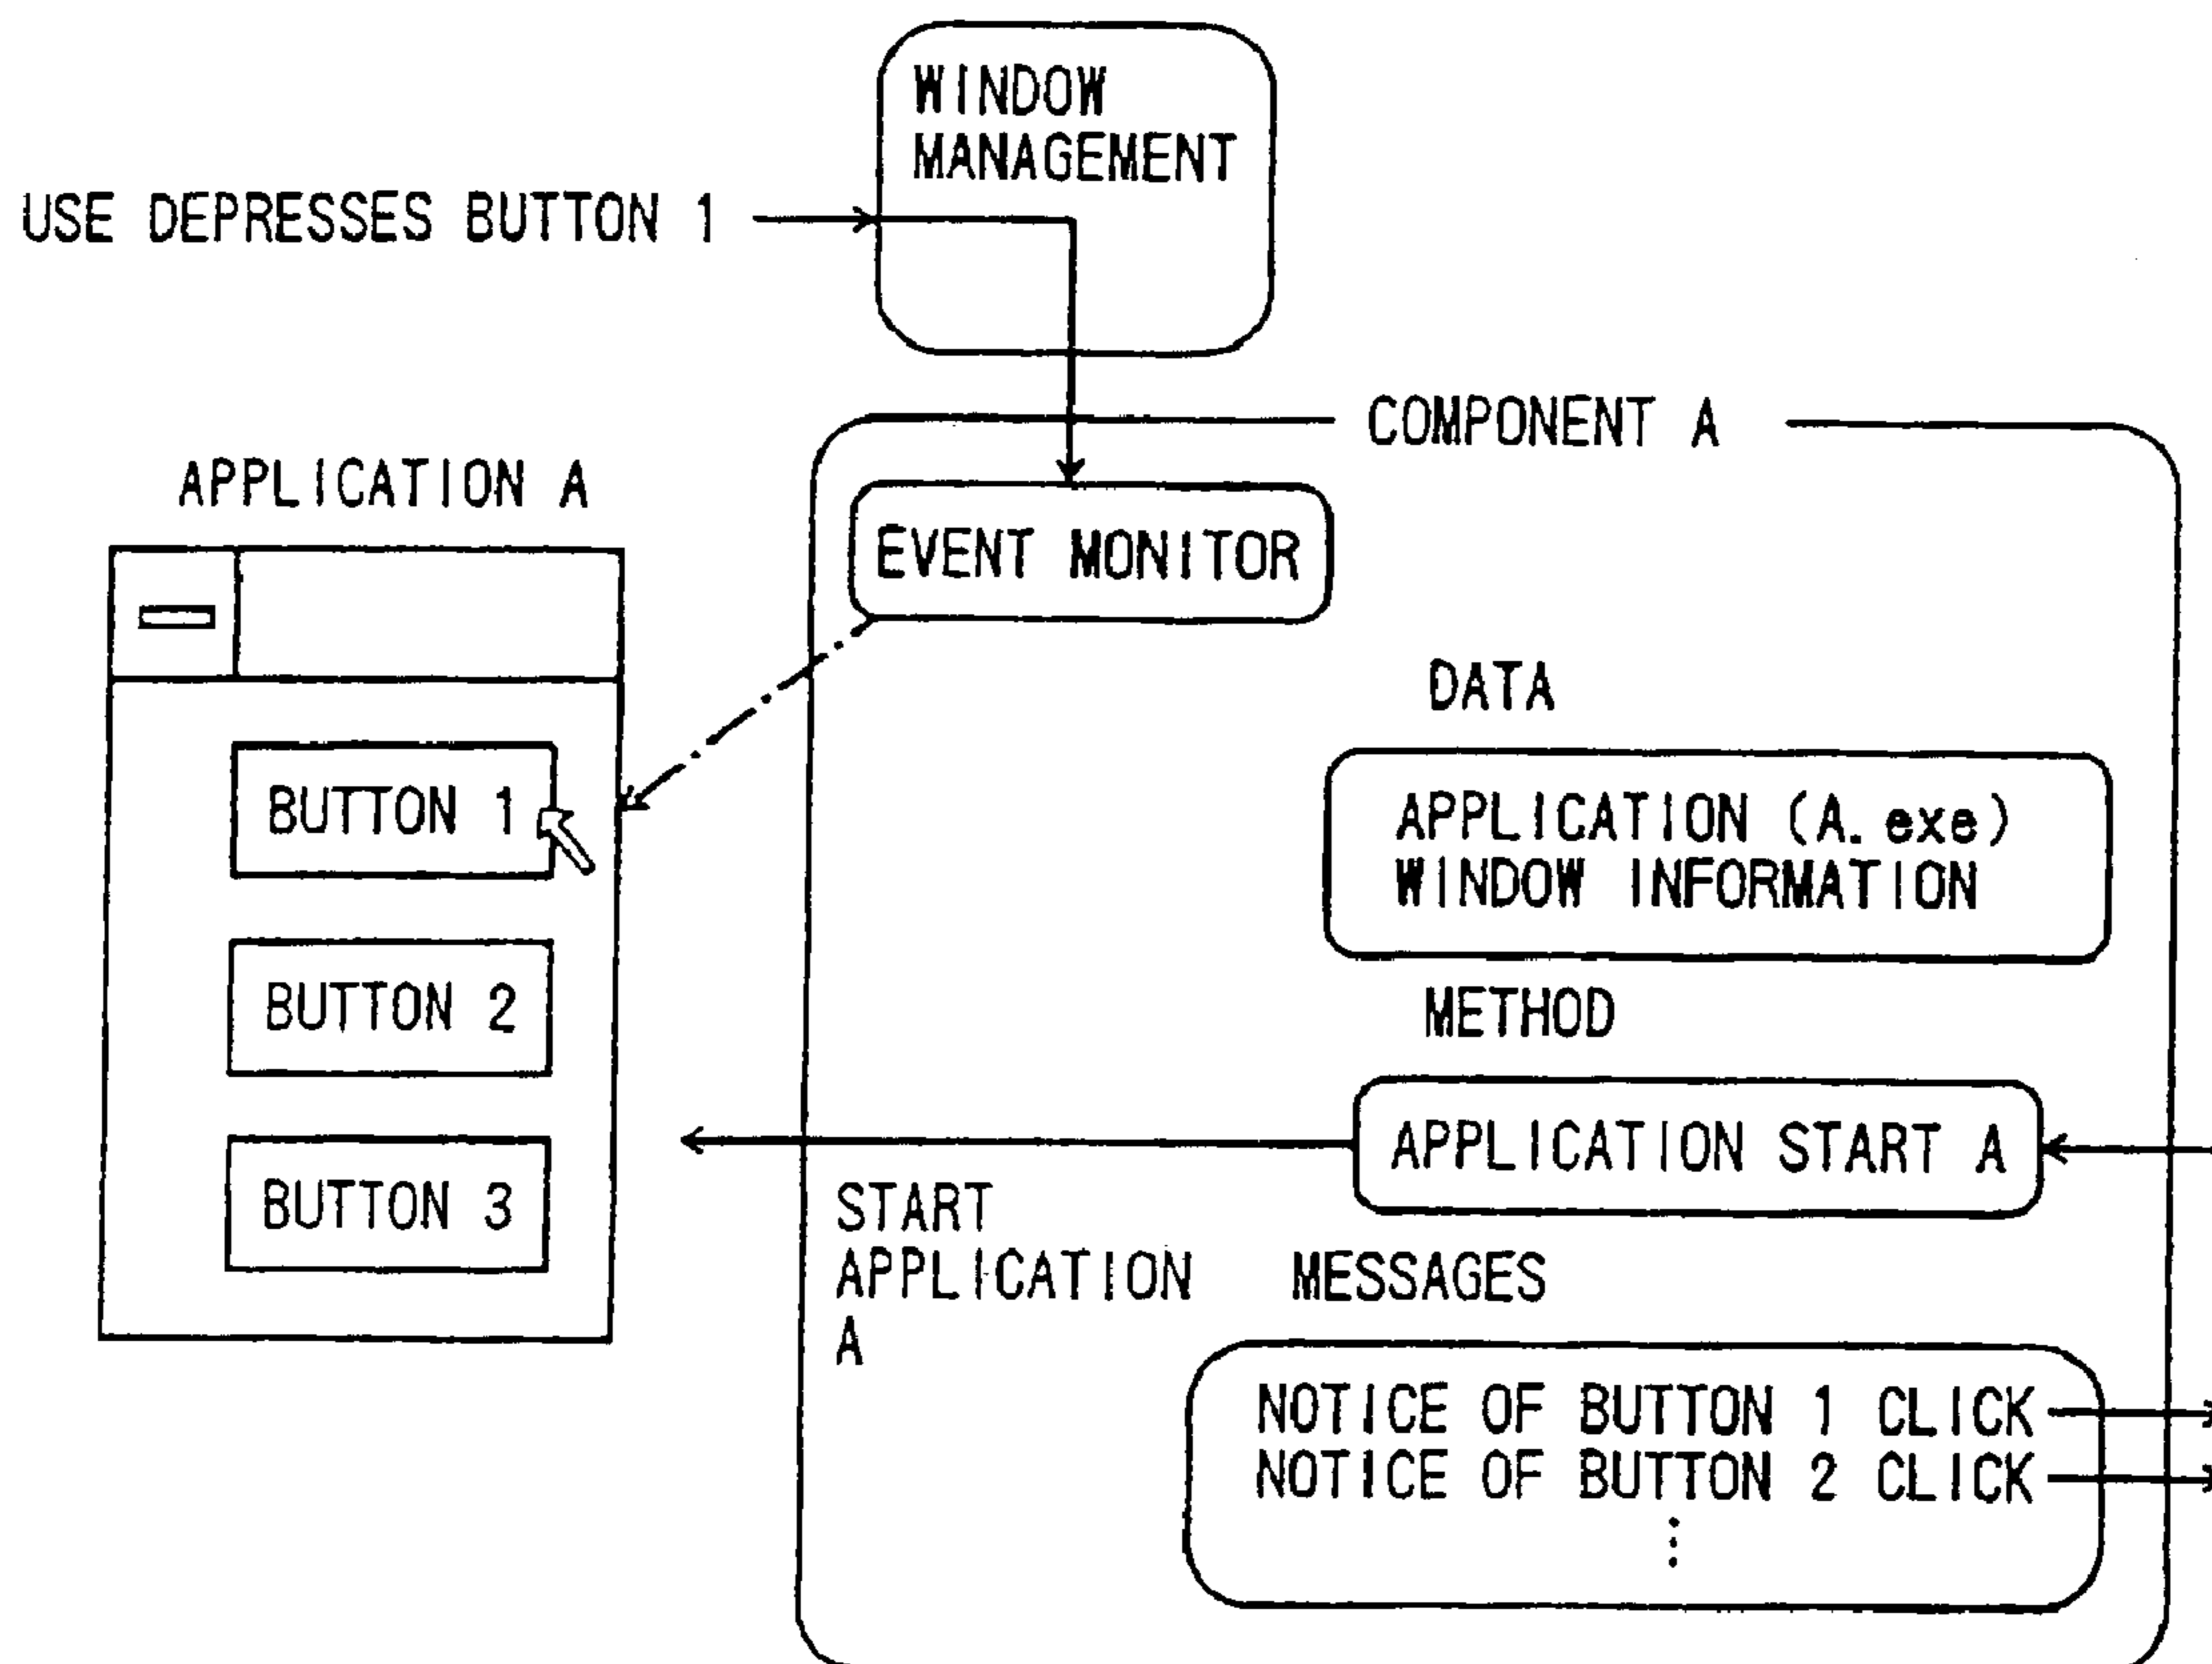 WINDOW
MANAGEMENT
USE DEPRESSES BUTTON 1
COMPONENT A
APPLICATION A
EVENT MONITOR
DATA
BUTTON 1
APPLICATION (A.exe)
WINDOW INFORMATION
BUTTON 2
METHOD
APPLICATION START A
BUTTON 3
START
APPLICATION
A
MESSAGES
NOTICE OF BUTTON 1 CLICK
NOTICE OF BUTTON 2 CLICK